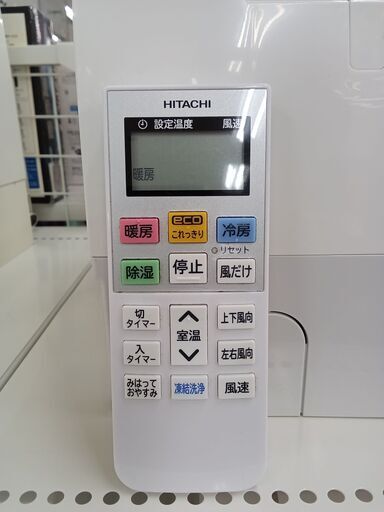 HITACHI
設定温度 風速
暖房
暖房 eco これっきり 冷房
リセット
除湿 停止 風だけ
切タイマー 室温 上下風向
入タイマー 左右風向
みはっておやすみ 凍結洗浄 風速